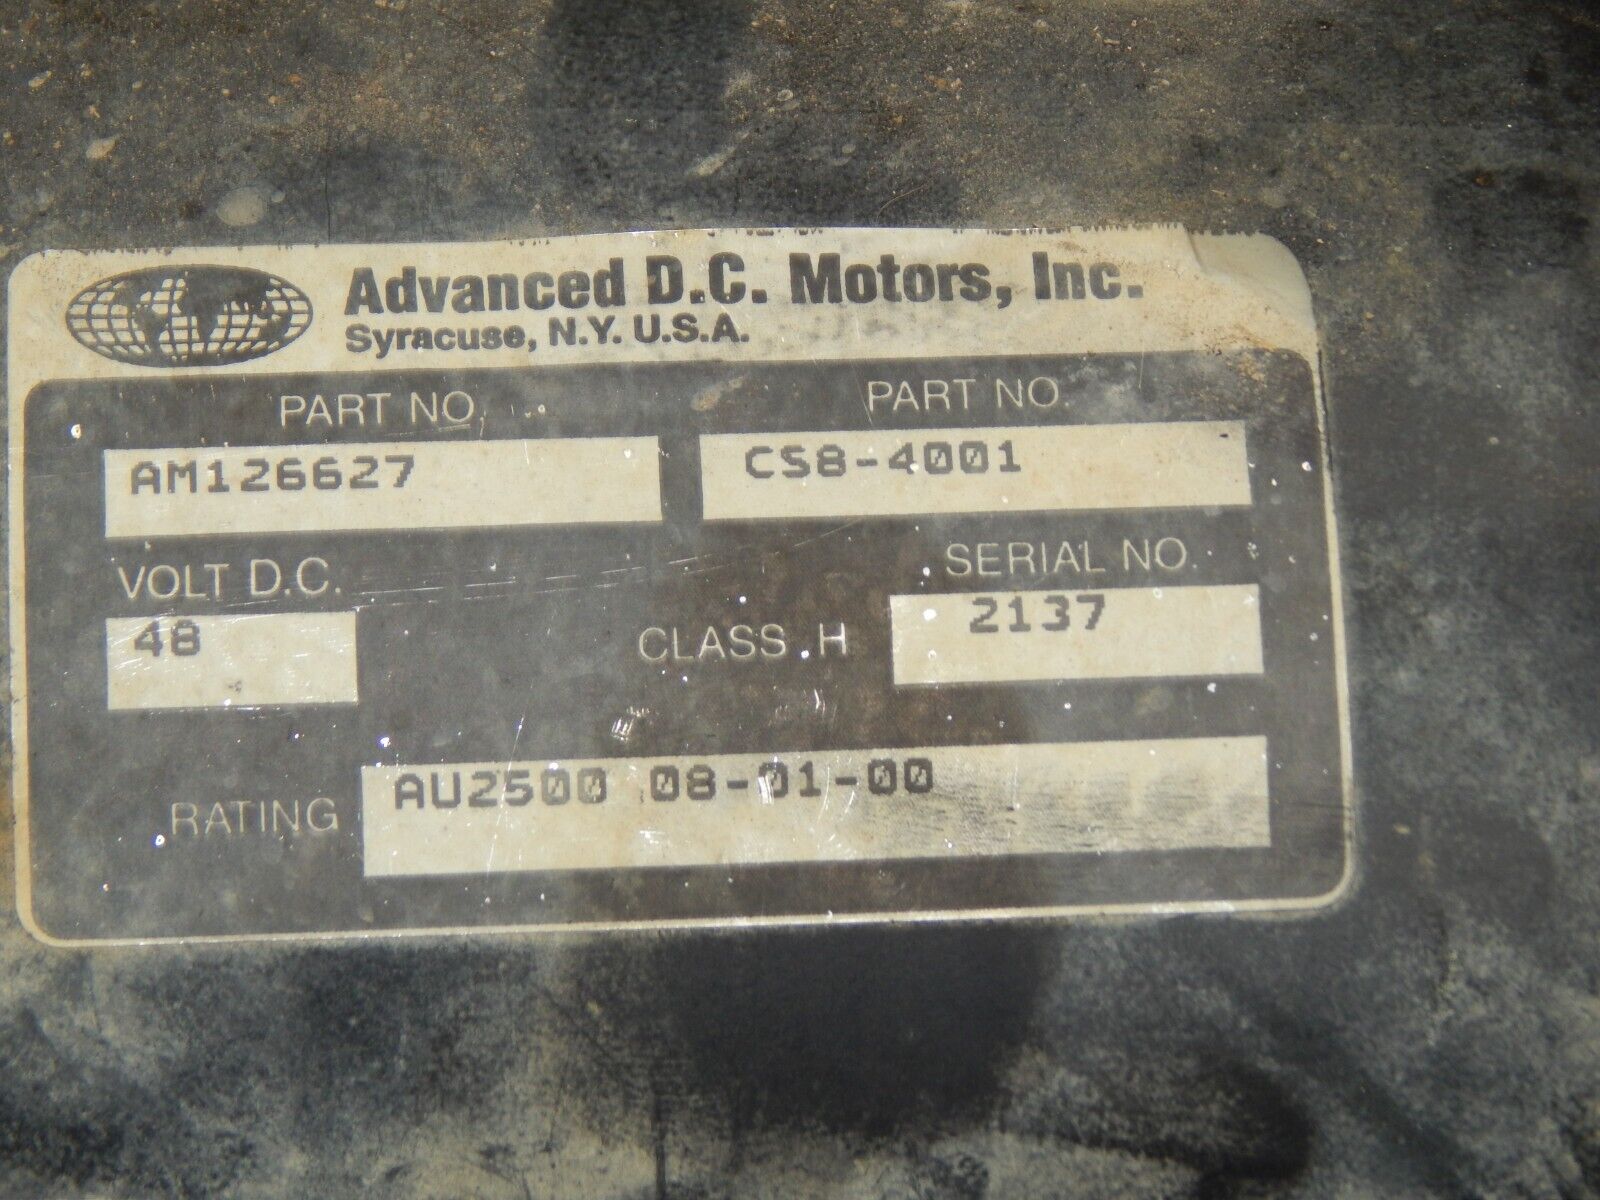 Advanced D.C. Motors, Inc.
Syracuse, N.Y. U.S.A.
PART NO.
PART NO.
AM126627
CS8-4001
VOLT D.C.
SERIAL NO.
48
CLASS H
2137
RATING
AU2500 08-01-00